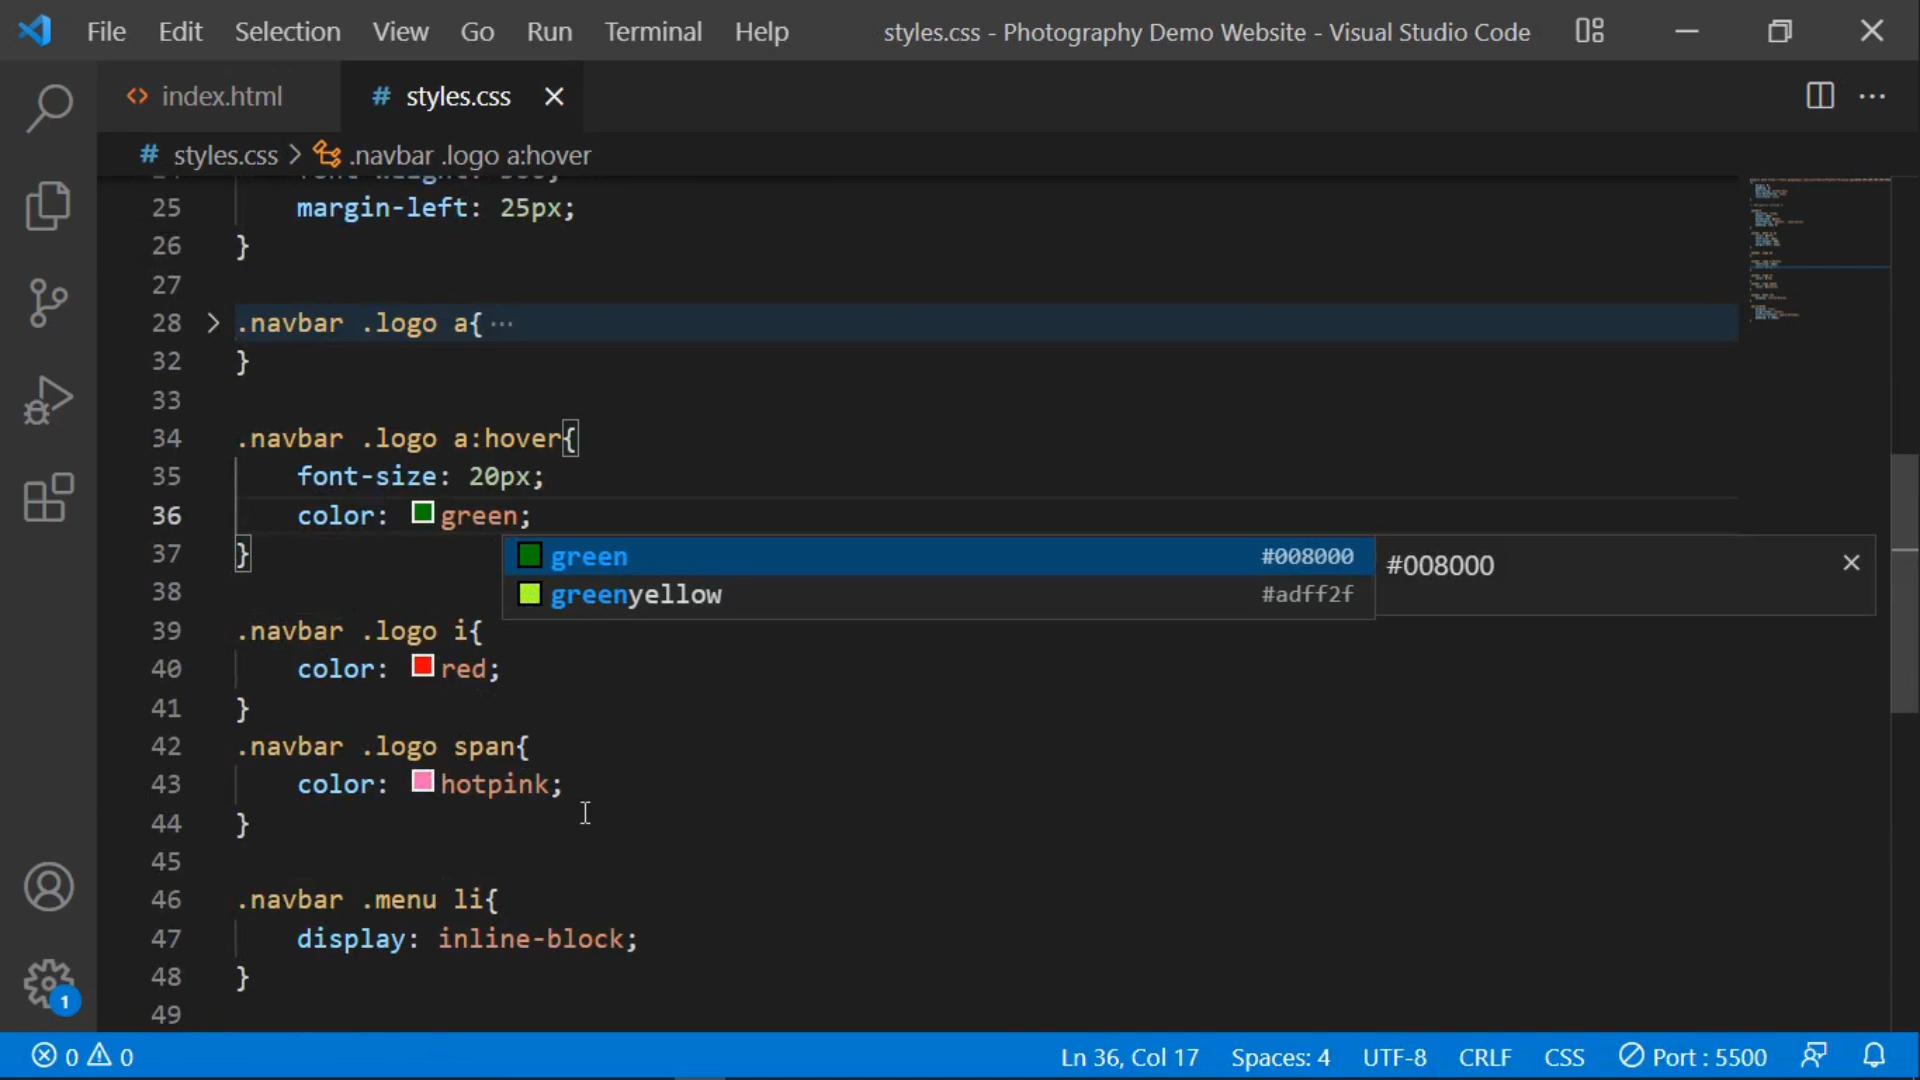 File Edit Selection View Go Run Terminal Help styles.css - Photography Demo Website - Visual Studio Code
<> index.html # styles.css
# styles.css > .navbar .logo a:hover
25 margin-left: 25px;
26 }
27
28 .navbar .logo a{ ···
32 }
33
34 .navbar .logo a:hover{
35 font-size: 20px;
36 color: green;
37 }
green #008000 #008000
38
greenyellow #adff2f
39 .navbar .logo i{
40 color: red;
41 }
42 .navbar .logo span{
43 color: hotpink;
44 }
45
46 .navbar .menu li{
47 display: inline-block;
48 }
49
1
0 0 Ln 36, Col 17 Spaces: 4 UTF-8 CRLF CSS Port : 5500